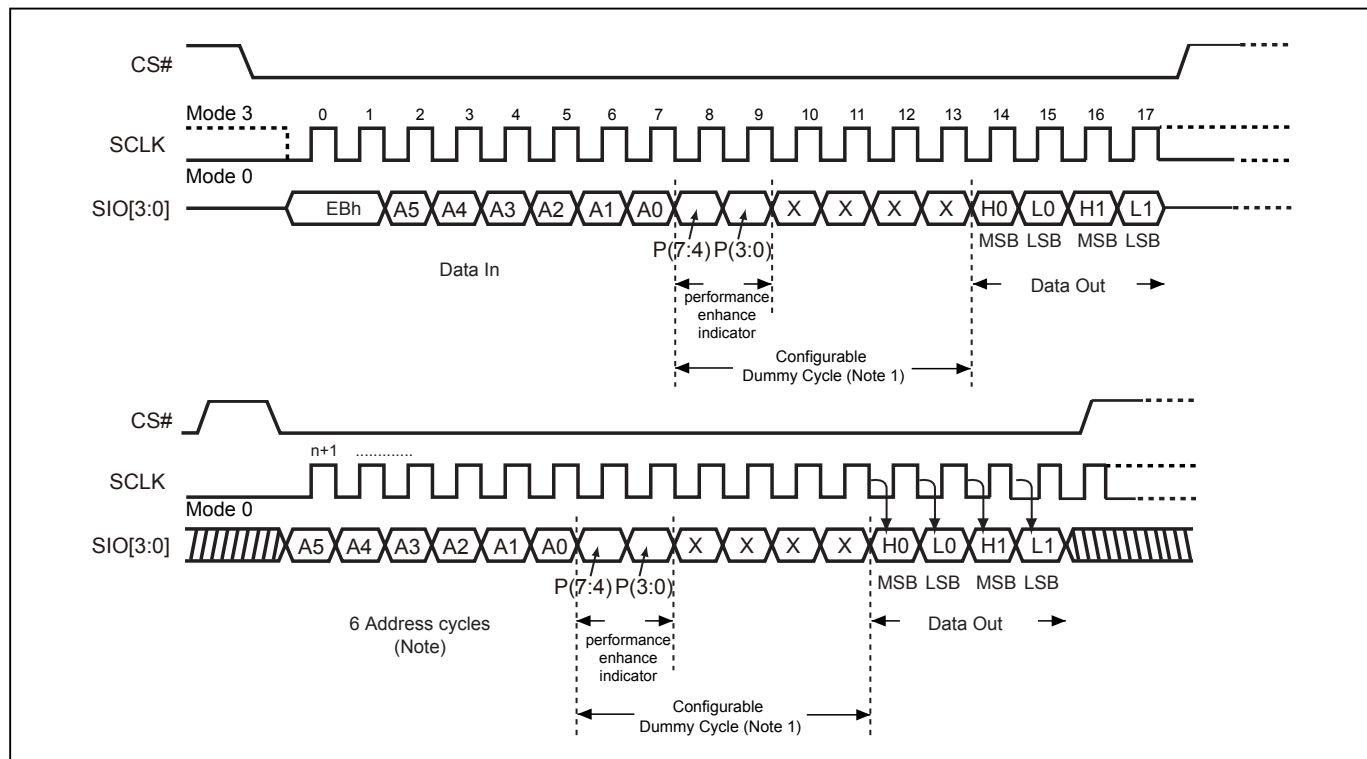 CS#
Mode 3
0 1 2 3 4 5 6 7 8 9 10 11 12 13 14 15 16 17
SCLK
Mode 0
SIO[3:0] EBh A5 A4 A3 A2 A1 A0 X X X X H0 L0 H1 L1
P(7:4) P(3:0) MSB LSB MSB LSB
Data In
Data Out
performance
enhance
indicator
Configurable
Dummy Cycle (Note 1)
CS#
n+1 .............
SCLK
Mode 0
SIO[3:0] A5 A4 A3 A2 A1 A0 X X X X H0 L0 H1 L1
P(7:4) P(3:0) MSB LSB MSB LSB
6 Address cycles
(Note)
Data Out
performance
enhance
indicator
Configurable
Dummy Cycle (Note 1)